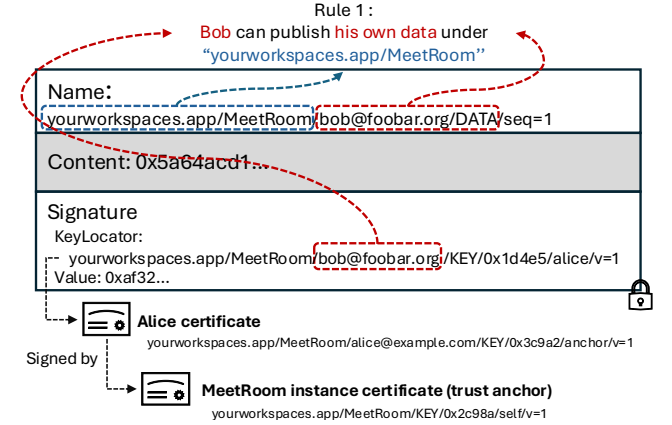 Rule 1:
Bob can publish his own data under
“yourworkspaces.app/MeetRoom’’
Name:
yourworkspaces.app/MeetRoom/bob@foobar.org/DATA/seq=1
Content: 0x5a64acd1...
Signature
KeyLocator:
yourworkspaces.app/MeetRoom/bob@foobar.org/KEY/0x1d4e5/alice/v=1
Value: 0xaf32...
Alice certificate
yourworkspaces.app/MeetRoom/alice@example.com/KEY/0x3c9a2/anchor/v=1
Signed by
MeetRoom instance certificate (trust anchor)
yourworkspaces.app/MeetRoom/KEY/0x2c98a/self/v=1